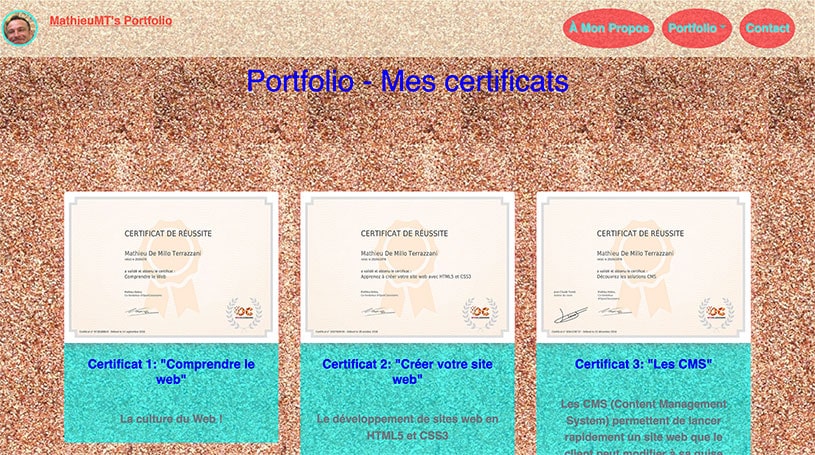 MathieuMT's Portfolio
À Mon Propos
Portfolio
Contact
Portfolio - Mes certificats
CERTIFICAT DE RÉUSSITE
Mathieu De Millo Terrazzani
a validé et obtenu le certificat :
Comprendre le Web
CERTIFICAT DE RÉUSSITE
Mathieu De Millo Terrazzani
a validé et obtenu le certificat :
Apprenez à créer votre site web avec HTML5 et CSS3
CERTIFICAT DE RÉUSSITE
Mathieu De Millo Terrazzani
a validé et obtenu le certificat :
Découvrez les solutions CMS
Certificat 1: "Comprendre le
web"
La culture du Web !
Certificat 2: "Créer votre site
web"
Le développement de sites web en
HTML5 et CSS3
Certificat 3: "Les CMS"
Les CMS (Content Management
System) permettent de lancer
rapidement un site web que le
client peut modifier à sa guise